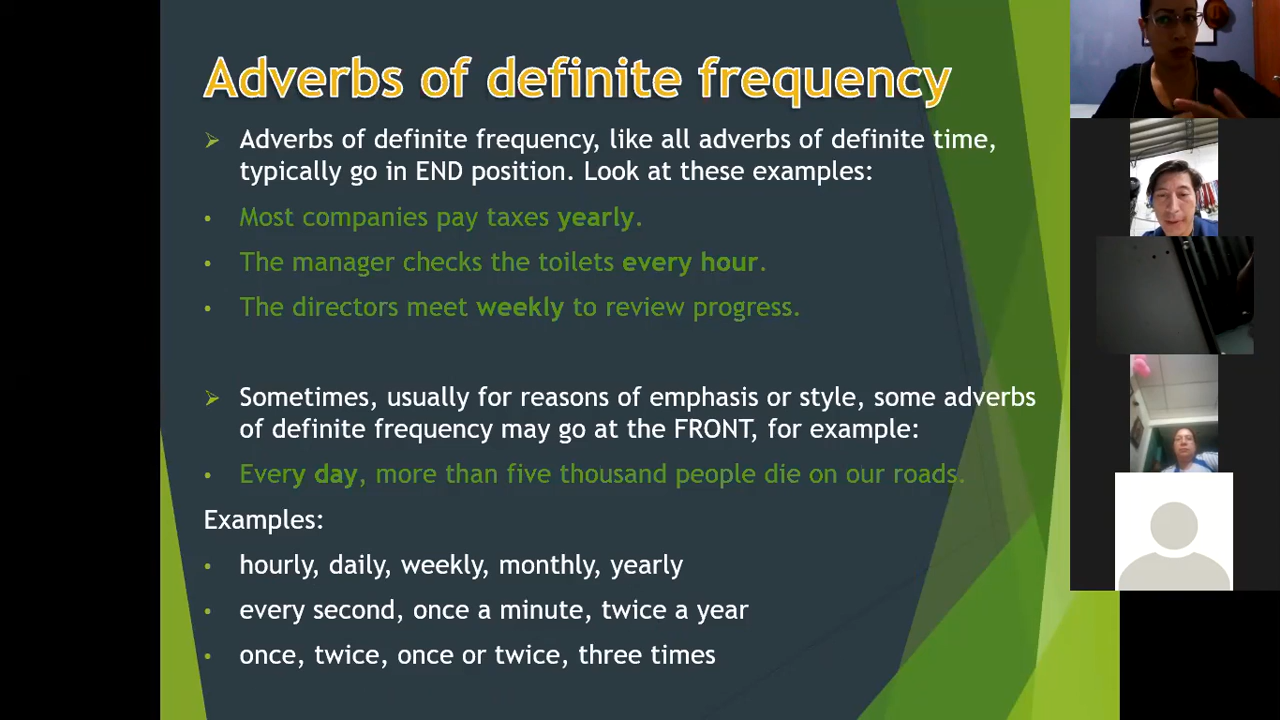 Adverbs of definite frequency
Adverbs of definite frequency, like all adverbs of definite time,
typically go in END position. Look at these examples:
Most companies pay taxes yearly.
The manager checks the toilets every hour.
The directors meet weekly to review progress.
Sometimes, usually for reasons of emphasis or style, some adverbs
of definite frequency may go at the FRONT, for example:
Every day, more than five thousand people die on our roads.
Examples:
hourly, daily, weekly, monthly, yearly
every second, once a minute, twice a year
once, twice, once or twice, three times